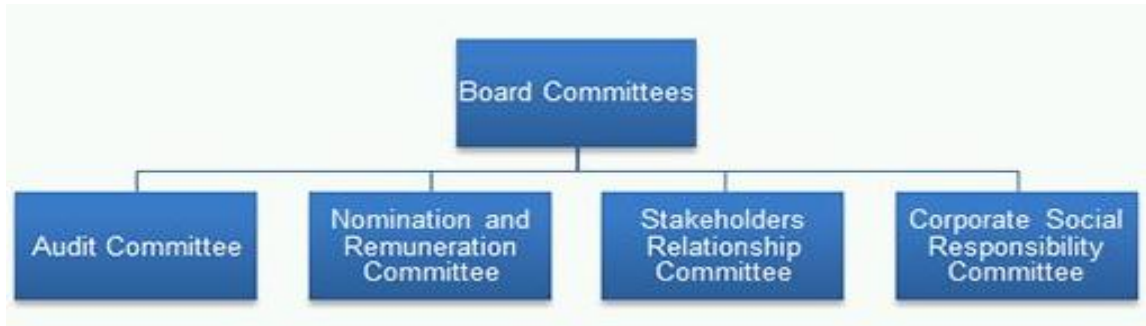 Board Committees
Audit Committee
Nomination and
Remuneration
Committee
Stakeholders
Relationship
Committee
Corporate Social
Responsibility
Committee